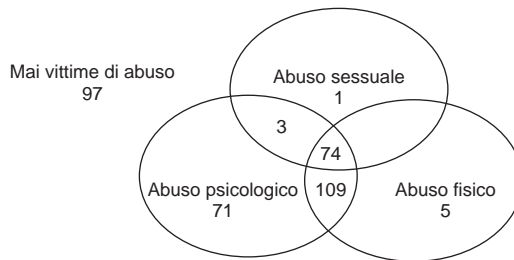 Mai vittime di abuso
97
Abuso sessuale
1
3
74
Abuso psicologico
71
109
Abuso fisico
5